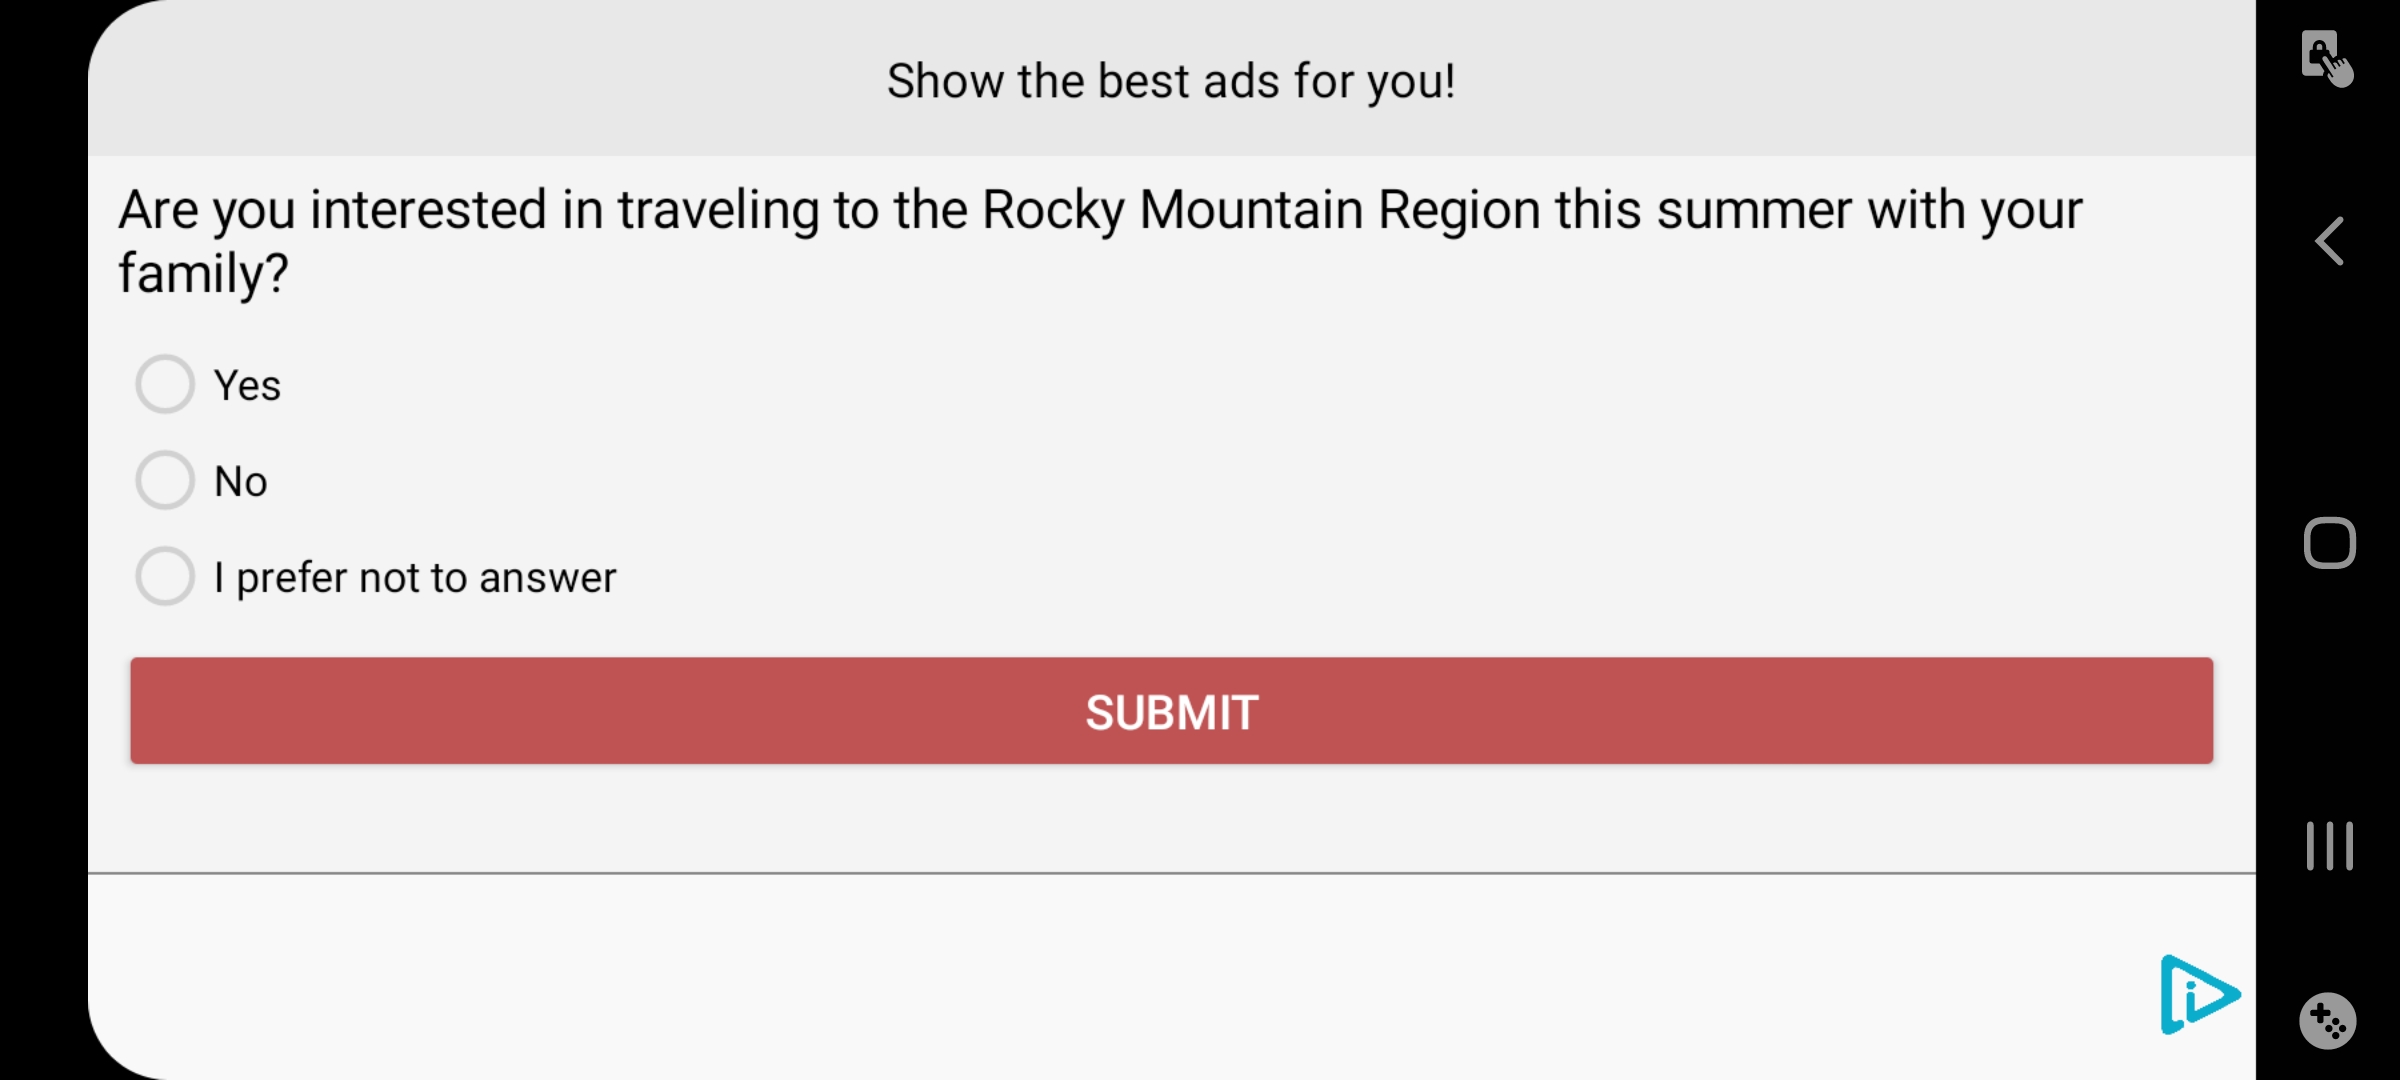 Show the best ads for you!
Are you interested in traveling to the Rocky Mountain Region this summer with your
family?
Yes
No
I prefer not to answer
SUBMIT